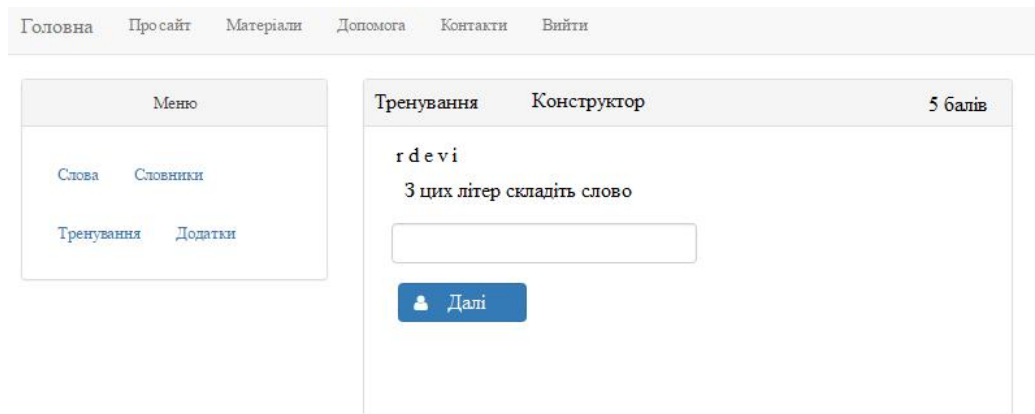 Головна Про сайт Матеріали Допомога Контакти Вийти
Меню
Слова Словники
Тренування Додатки
Тренування Конструктор 5 балів
r d e v i
З цих літер складіть слово
Далі